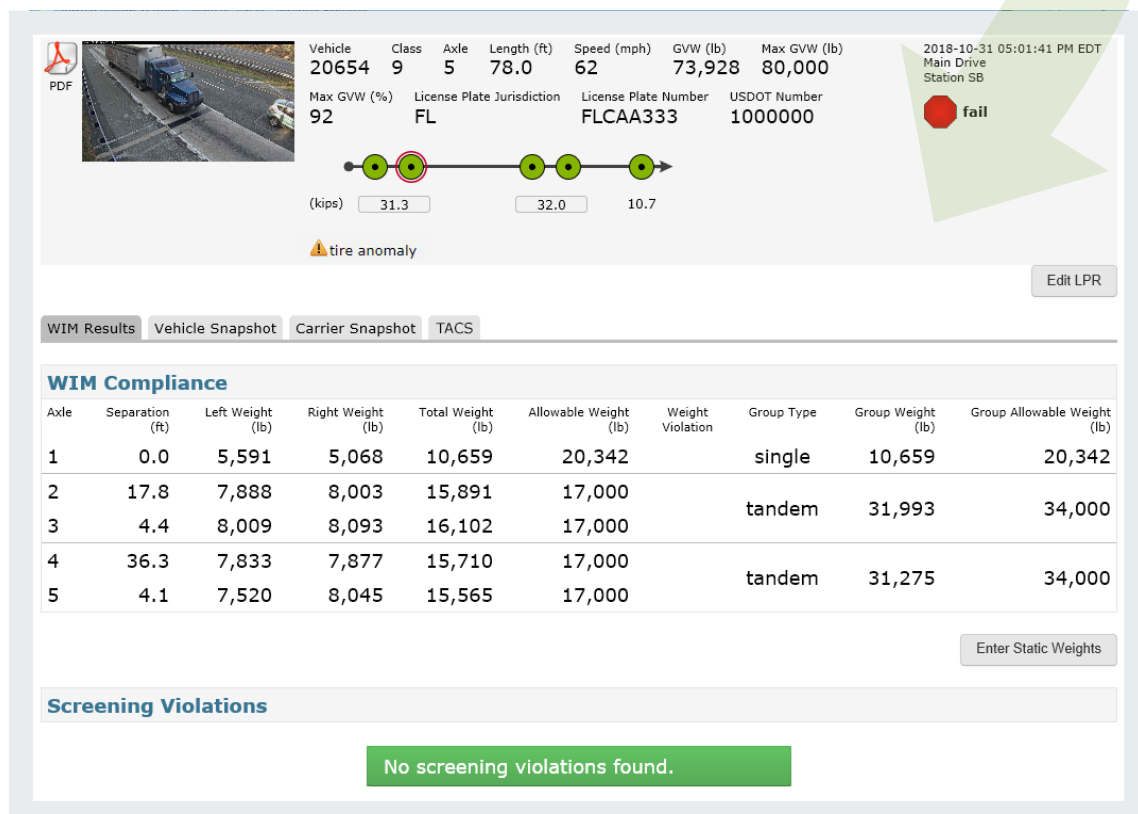 PDF
Vehicle Class Axle Length (ft) Speed (mph) GVW (lb) Max GVW (lb)
20654 9 5 78.0 62 73,928 80,000
Max GVW (%) License Plate Jurisdiction License Plate Number USDOT Number
92 FL FLCAA333 1000000
2018-10-31 05:01:41 PM EDT
Main Drive
Station SB
fail
(kips) 31.3 32.0 10.7
tire anomaly
Edit LPR
WIM Results Vehicle Snapshot Carrier Snapshot TACS
WIM Compliance
Axle Separation (ft) Left Weight (lb) Right Weight (lb) Total Weight (lb) Allowable Weight (lb) Weight Violation Group Type Group Weight (lb) Group Allowable Weight (lb)
1 0.0 5,591 5,068 10,659 20,342 single 10,659 20,342
2 17.8 7,888 8,003 15,891 17,000
tandem 31,993 34,000
3 4.4 8,009 8,093 16,102 17,000
4 36.3 7,833 7,877 15,710 17,000
tandem 31,275 34,000
5 4.1 7,520 8,045 15,565 17,000
Enter Static Weights
Screening Violations
No screening violations found.